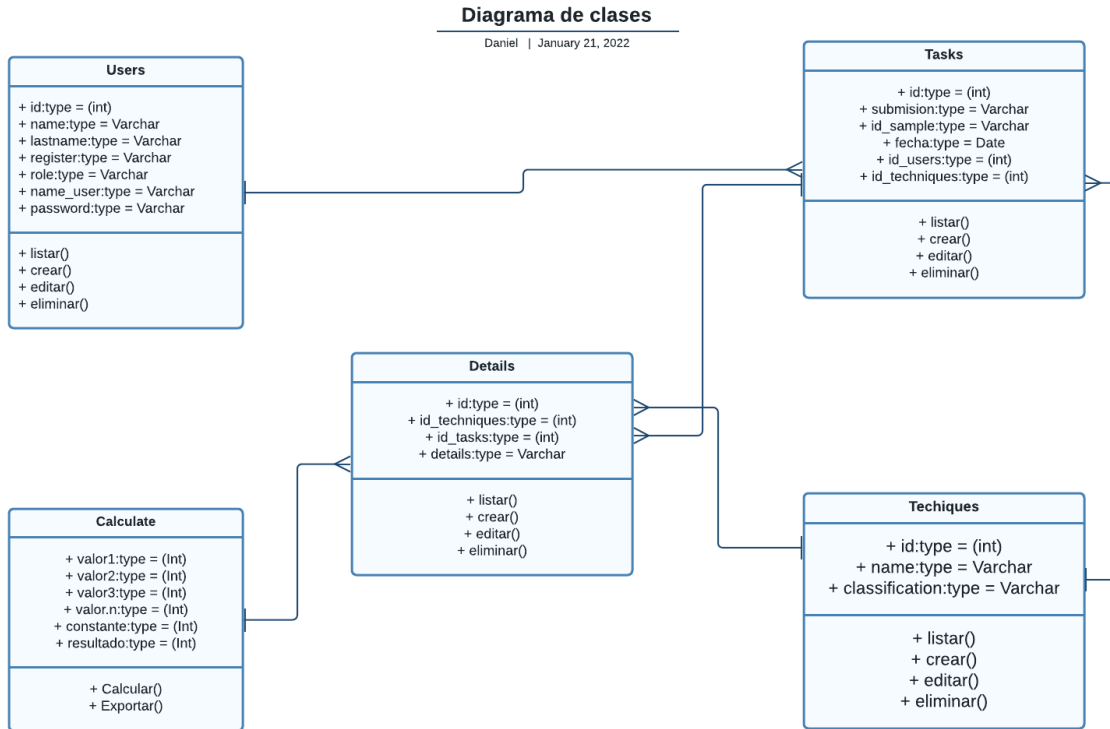 Diagrama de clases
Daniel | January 21, 2022
Users
+ id:type = (int)
+ name:type = Varchar
+ lastname:type = Varchar
+ register:type = Varchar
+ role:type = Varchar
+ name_user:type = Varchar
+ password:type = Varchar
+ listar()
+ crear()
+ editar()
+ eliminar()
Tasks
+ id:type = (int)
+ submision:type = Varchar
+ id_sample:type = Varchar
+ fecha:type = Date
+ id_users:type = (int)
+ id_techniques:type = (int)
+ listar()
+ crear()
+ editar()
+ eliminar()
Details
+ id:type = (int)
+ id_techniques:type = (int)
+ id_tasks:type = (int)
+ details:type = Varchar
+ listar()
+ crear()
+ editar()
+ eliminar()
Calculate
+ valor1:type = (Int)
+ valor2:type = (Int)
+ valor3:type = (Int)
+ valor.n:type = (Int)
+ constante:type = (Int)
+ resultado:type = (Int)
+ Calcular()
+ Exportar()
Techiques
+ id:type = (int)
+ name:type = Varchar
+ classification:type = Varchar
+ listar()
+ crear()
+ editar()
+ eliminar()